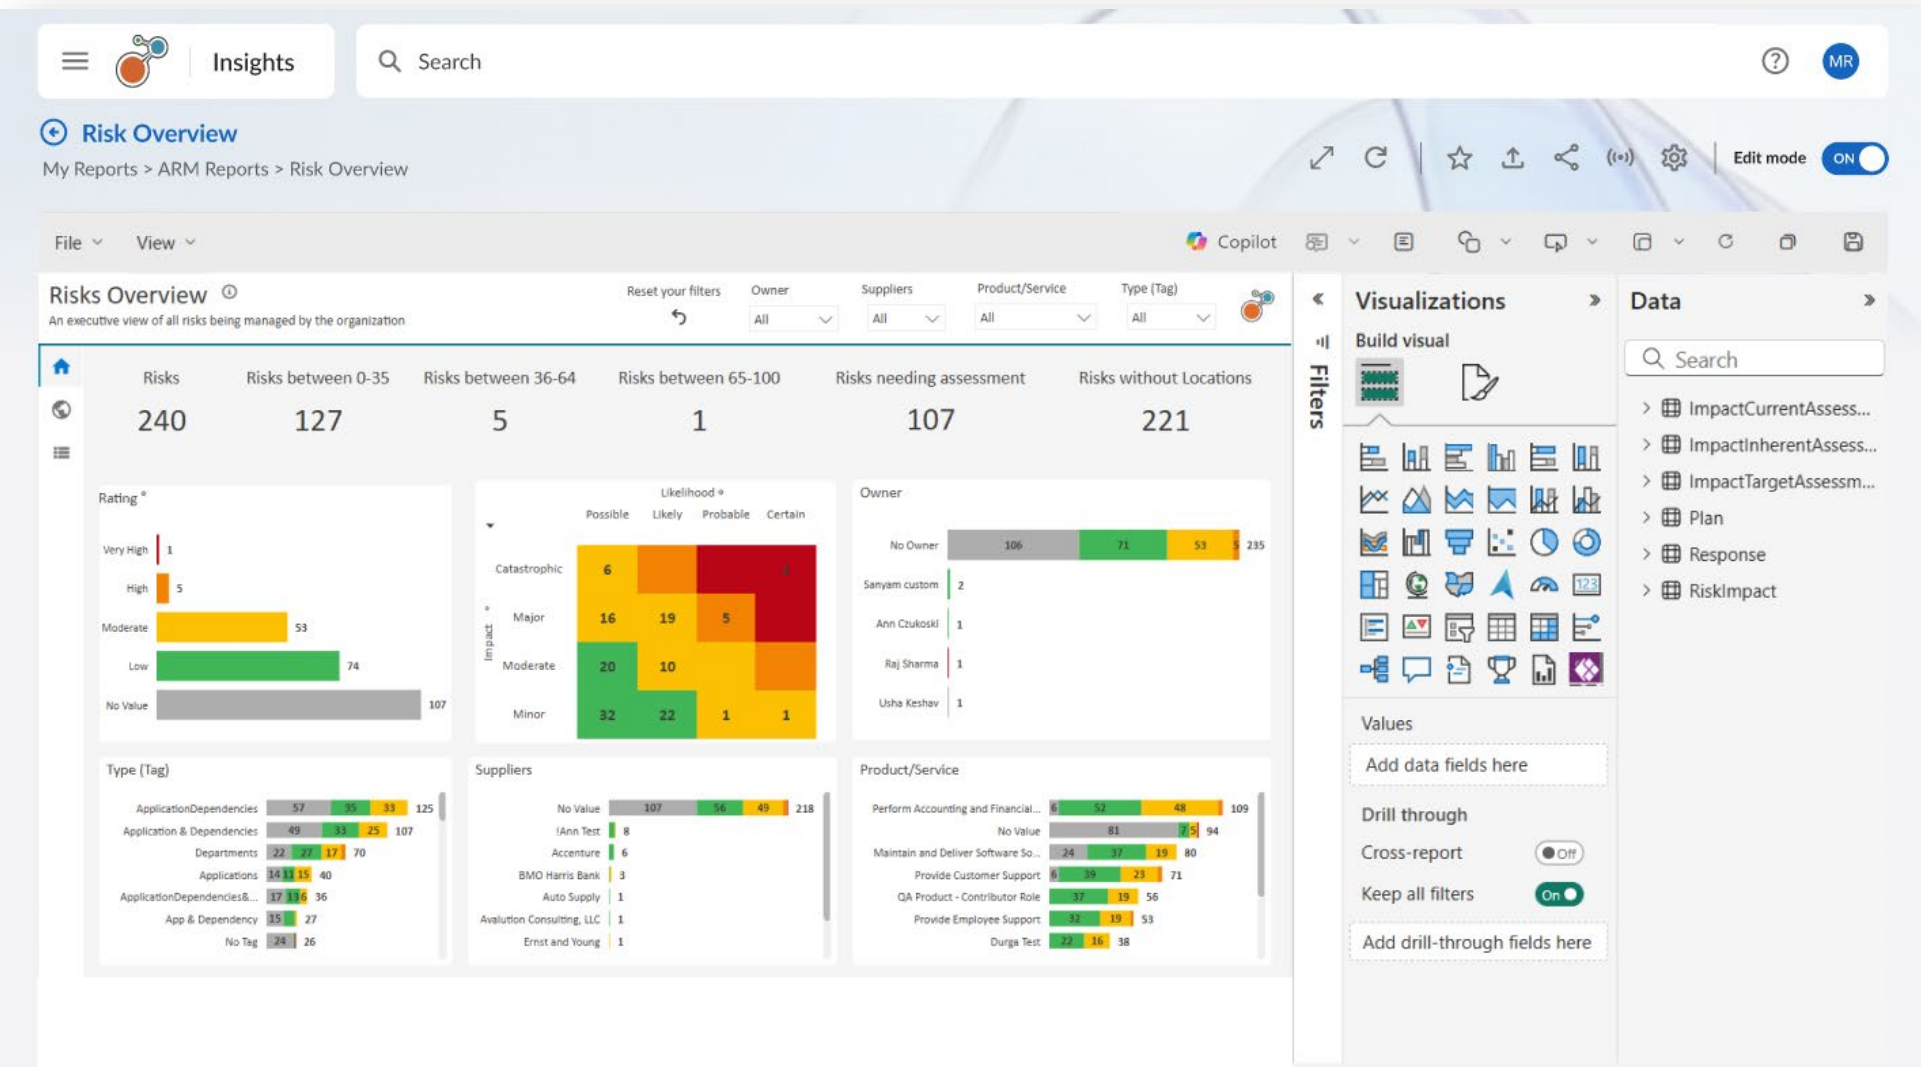 Insights
Search
MR
Risk Overview
My Reports > ARM Reports > Risk Overview
Edit mode
ON
File
View
Copilot
Risks Overview
An executive view of all risks being managed by the organization
Reset your filters
Owner
All
Suppliers
All
Product/Service
All
Type (Tag)
All
Risks
240
Risks between 0-35
127
Risks between 36-64
5
Risks between 65-100
1
Risks needing assessment
107
Risks without Locations
221
Rating
Very High 1
High 5
Moderate 53
Low 74
No Value 107
Likelihood
Possible Likely Probable Certain
Impact
Catastrophic 6
Major 16 19 5
Moderate 20 10
Minor 32 22 1 1
Owner
No Owner 106 71 53 5 235
Sanyam custom 2
Ann Czukoski 1
Raj Sharma 1
Usha Keshav 1
Type (Tag)
ApplicationDependencies 57 35 33 125
Application & Dependencies 49 33 25 107
Departments 22 27 17 70
Applications 14 11 15 40
ApplicationDependencies&... 17 13 6 36
App & Dependency 15 27
No Tag 24 26
Suppliers
No Value 107 56 49 218
!Ann Test 8
Accenture 6
BMO Harris Bank 3
Auto Supply 1
Avalution Consulting, LLC 1
Ernst and Young 1
Product/Service
Perform Accounting and Financial... 6 52 48 109
No Value 81 7 5 94
Maintain and Deliver Software So... 24 37 19 80
Provide Customer Support 6 39 23 71
QA Product - Contributor Role 37 19 56
Provide Employee Support 32 19 53
Durga Test 22 16 38
Filters
Visualizations
Build visual
123
Values
Add data fields here
Drill through
Cross-report
Off
Keep all filters
On
Add drill-through fields here
Data
Search
ImpactCurrentAssess...
ImpactInherentAssess...
ImpactTargetAssessm...
Plan
Response
RiskImpact